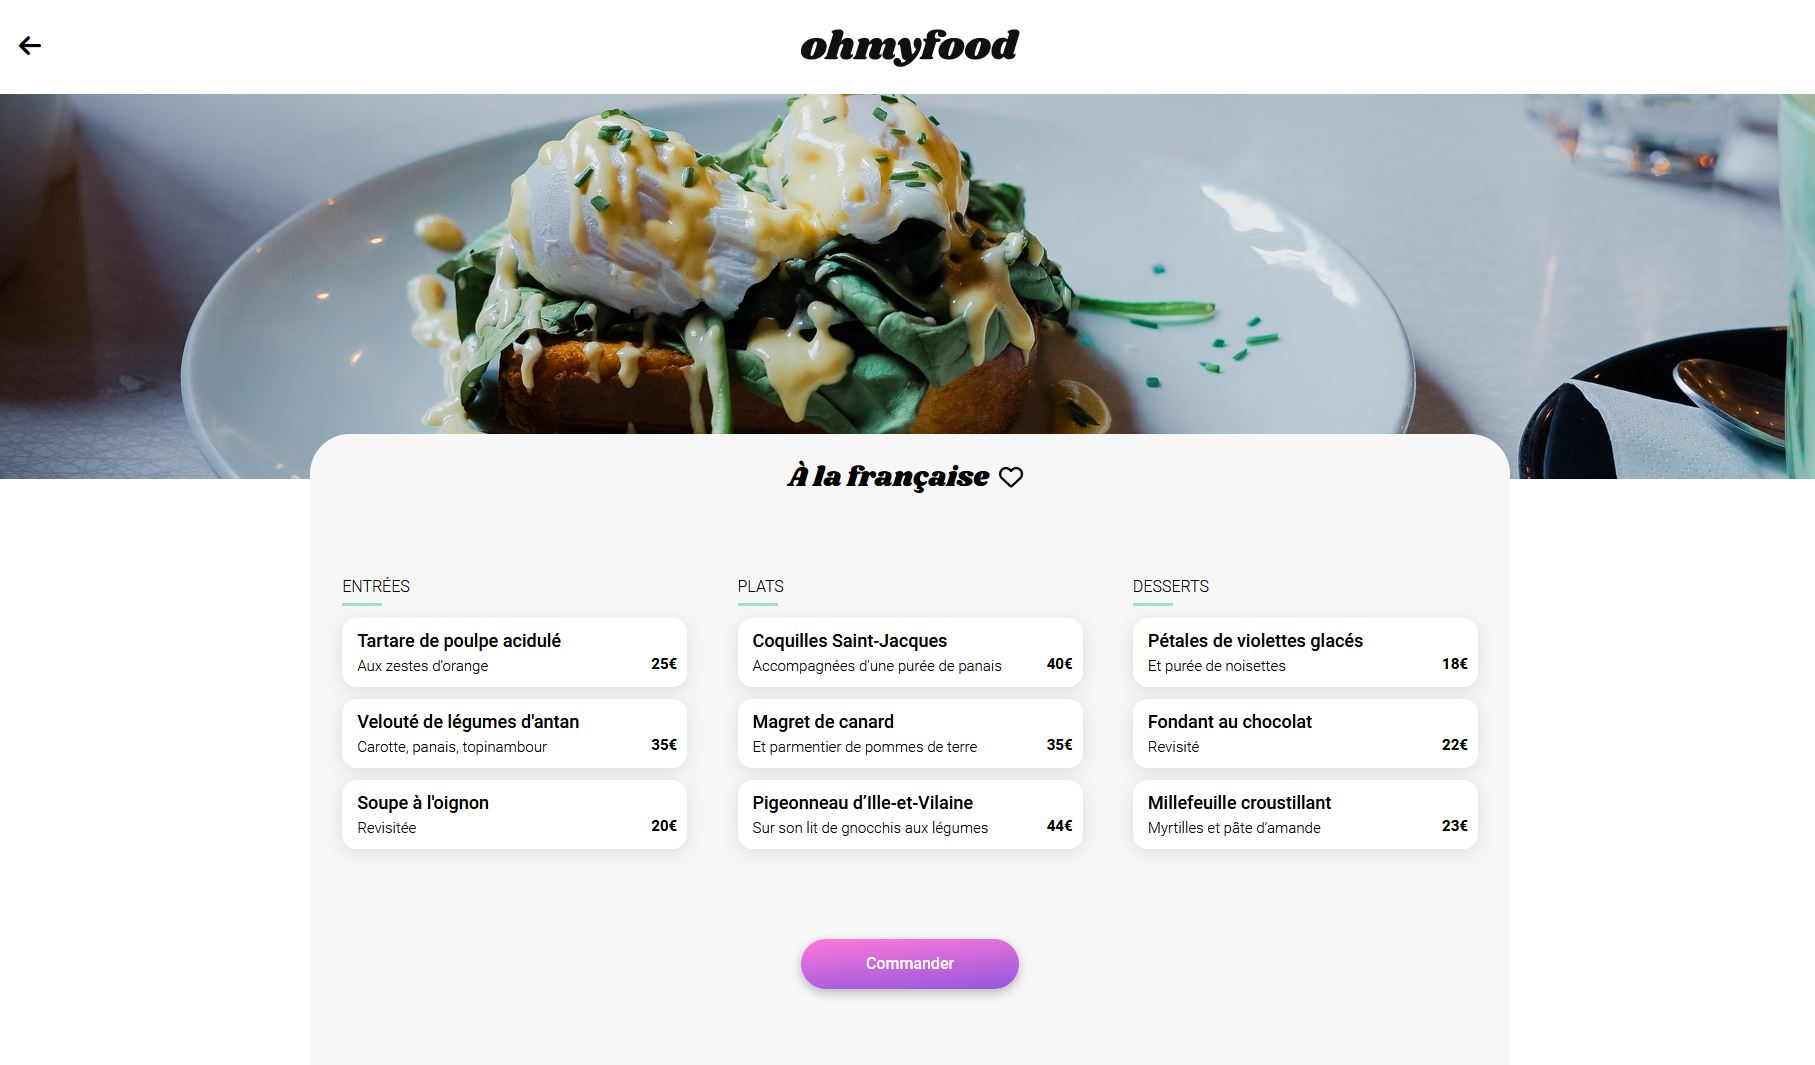 ohmyfood
À la française
ENTRÉES
Tartare de poulpe acidulé
Aux zestes d'orange
25€
Velouté de légumes d'antan
Carotte, panais, topinambour
35€
Soupe à l'oignon
Revisitée
20€
PLATS
Coquilles Saint-Jacques
Accompagnées d'une purée de panais
40€
Magret de canard
Et parmentier de pommes de terre
35€
Pigeonneau d’Ille-et-Vilaine
Sur son lit de gnocchis aux légumes
44€
DESSERTS
Pétales de violettes glacés
Et purée de noisettes
18€
Fondant au chocolat
Revisité
22€
Millefeuille croustillant
Myrtilles et pâte d’amande
23€
Commander